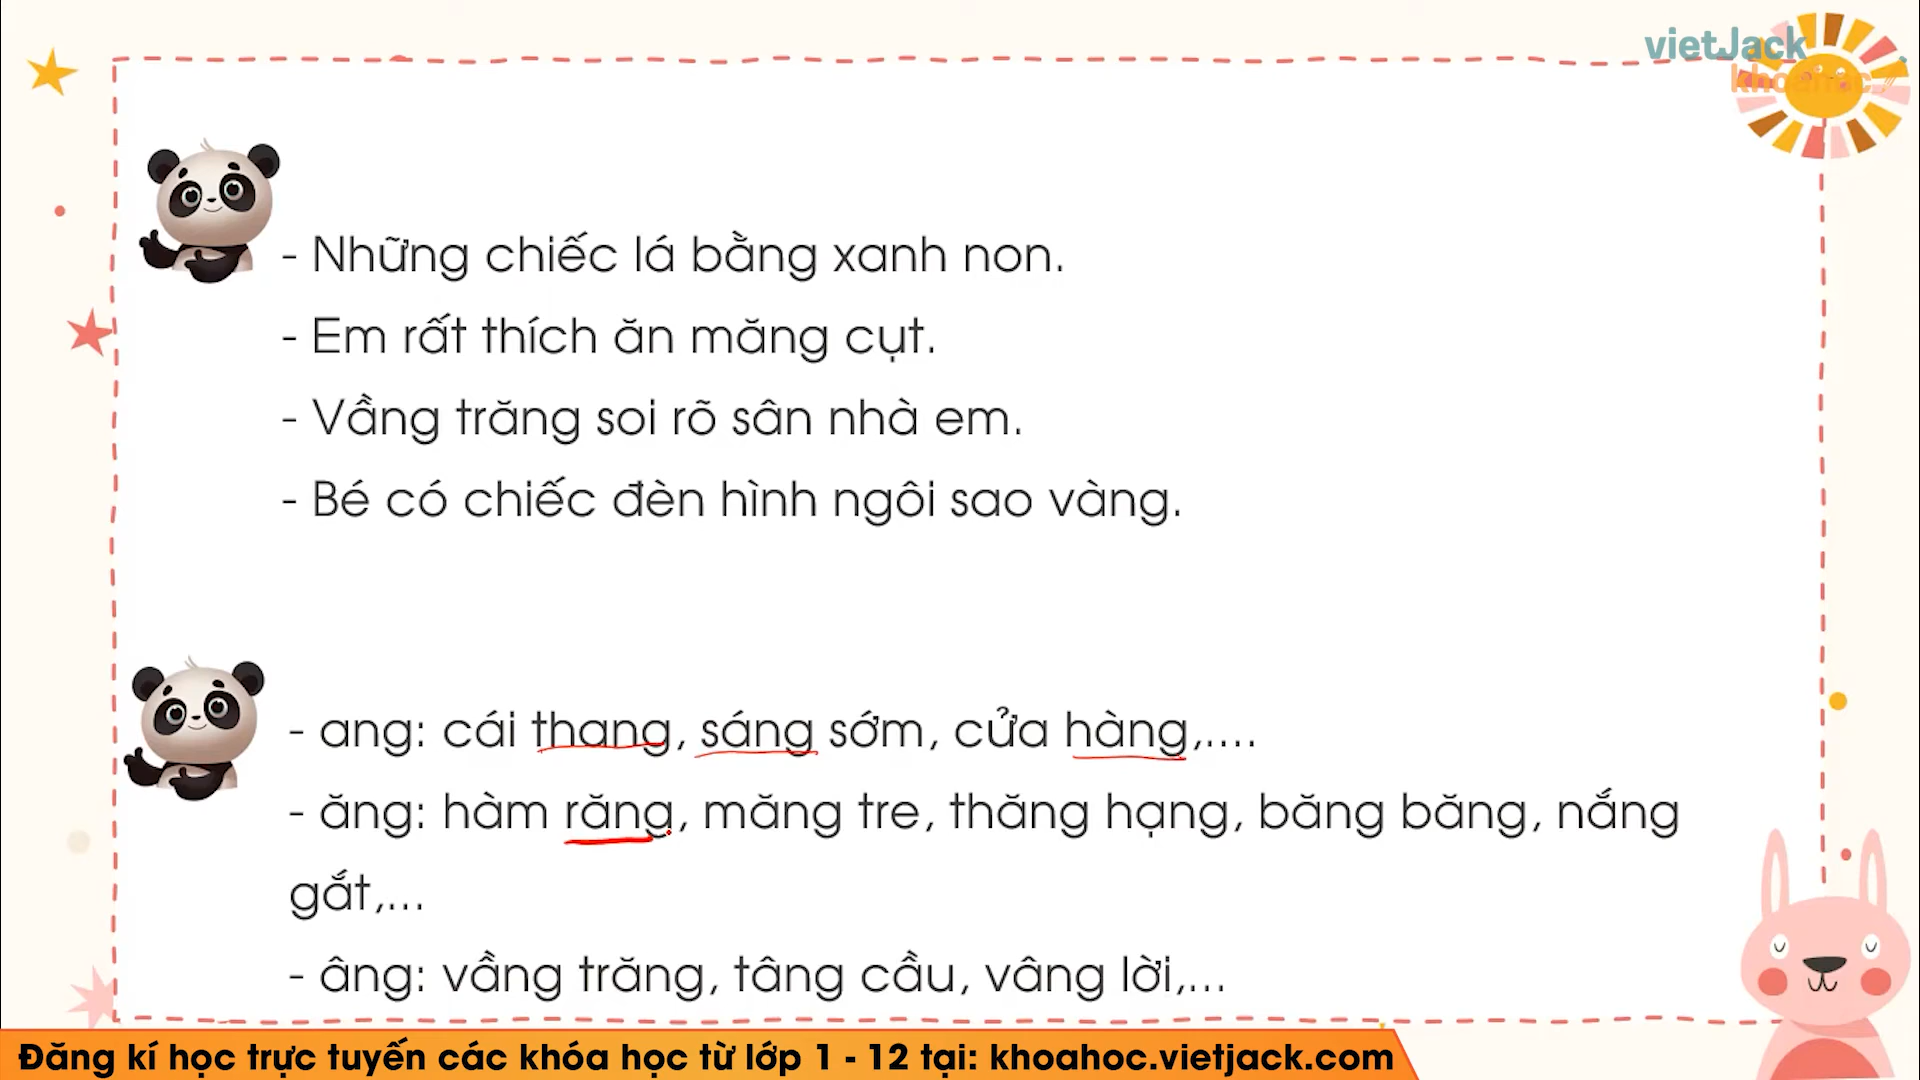 vietJack
khoahoc
- Những chiếc lá bằng xanh non.
- Em rất thích ăn măng cụt.
- Vầng trăng soi rõ sân nhà em.
- Bé có chiếc đèn hình ngôi sao vàng.
- ang: cái thang, sáng sớm, cửa hàng,....
- ăng: hàm răng, măng tre, thăng hạng, băng băng, nắng
gắt,...
- âng: vầng trăng, tâng cầu, vâng lời,...
Đăng kí học trực tuyến các khóa học từ lớp 1 - 12 tại: khoahoc.vietjack.com